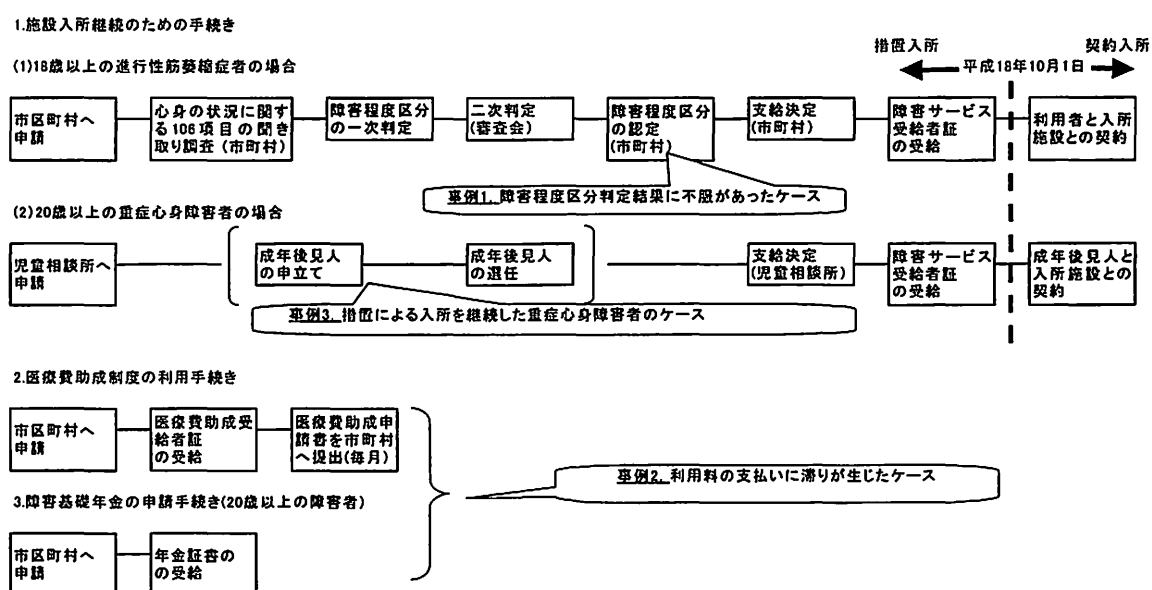 1.施設入所継続のための手続き
措置入所
契約入所
(1)18歳以上の進行性筋萎縮症者の場合
平成18年10月1日
市区町村へ
申請
心身の状況に関す
る106項目の聞き
取り調査(市町村)
障害程度区分
の一次判定
二次判定
(審査会)
障害程度区分
の認定
(市町村)
支給決定
(市町村)
障害サービス
受給者証
の受給
利用者と入所
施設との契約
事例1. 障害程度区分判定結果に不服があったケース
(2)20歳以上の重症心身障害者の場合
児童相談所へ
申請
成年後見人
の申立て
成年後見人
の選任
支給決定
(児童相談所)
障害サービス
受給者証
の受給
成年後見人と
入所施設との
契約
事例3. 措置による入所を継続した重症心身障害者のケース
2.医療費助成制度の利用手続き
市区町村へ
申請
医療費助成受
給者証
の受給
医療費助成申
請書を市町村
へ提出(毎月)
事例2. 利用料の支払いに滞りが生じたケース
3.障害基礎年金の申請手続き(20歳以上の障害者)
市区町村へ
申請
年金証書の
の受給